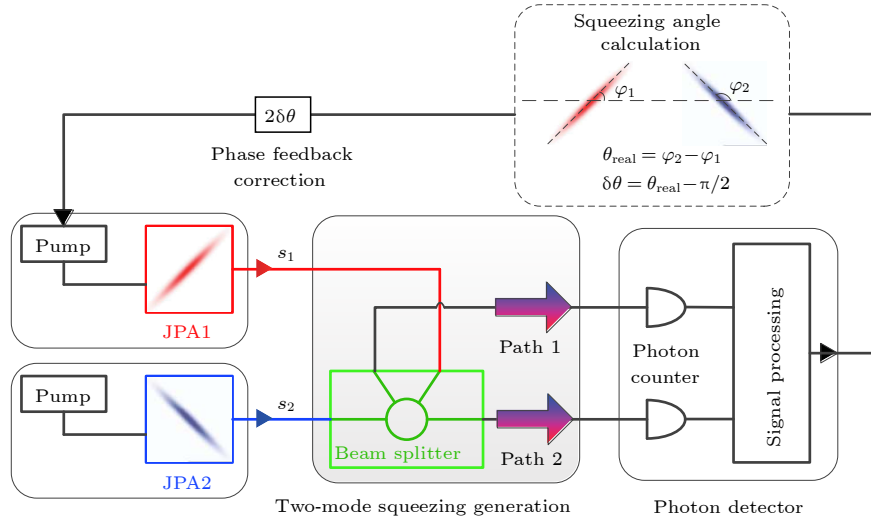 Squeezing angle
calculation
φ₁
φ₂
θreal = φ₂−φ₁
δθ = θreal−π/2
2δθ
Phase feedback
correction
Pump
JPA1
s₁
Pump
JPA2
s₂
Beam splitter
Path 1
Path 2
Two-mode squeezing generation
Photon
counter
Signal processing
Photon detector